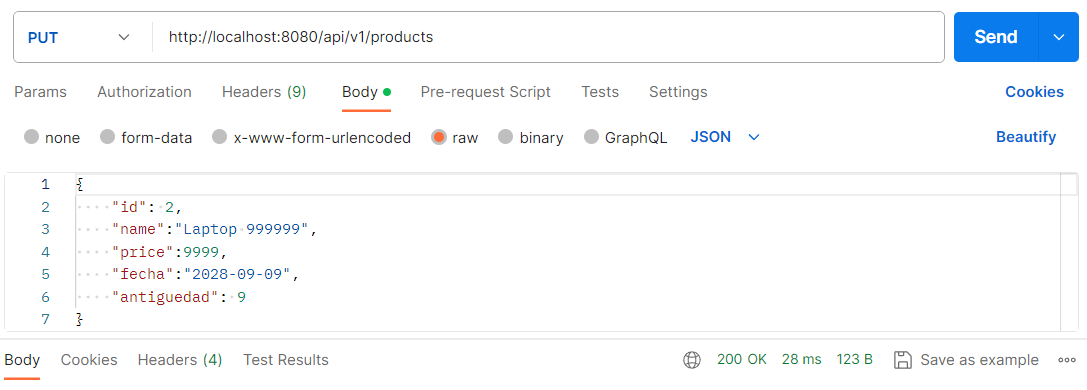 PUT http://localhost:8080/api/v1/products Send
Params Authorization Headers (9) Body Pre-request Script Tests Settings Cookies
none form-data x-www-form-urlencoded raw binary GraphQL JSON Beautify
1 {
2 "id": 2,
3 "name":"Laptop 999999",
4 "price":9999,
5 "fecha":"2028-09-09",
6 "antiguedad": 9
7 }
Body Cookies Headers (4) Test Results 200 OK 28 ms 123 B Save as example